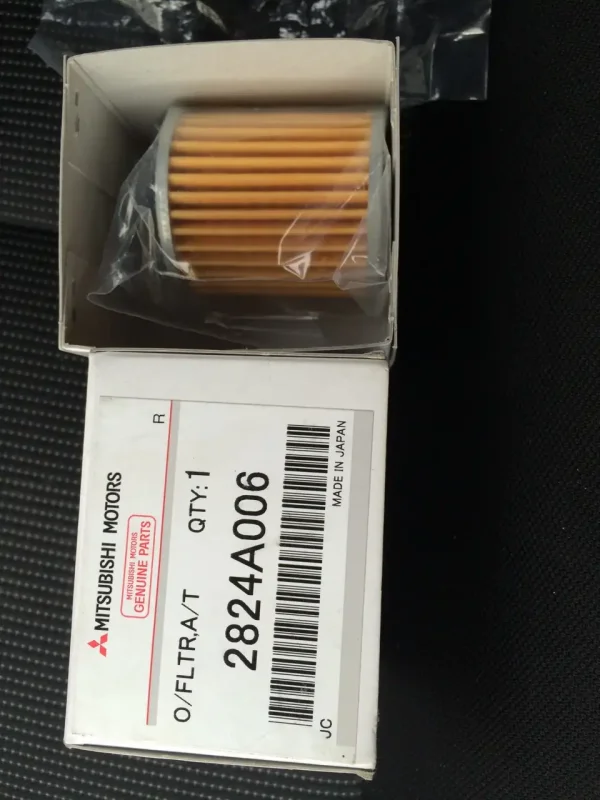 MITSUBISHI MOTORS
R
MITSUBISHI MOTORS
GENUINE PARTS
O/FLTR,A/T QTY:1
2824A006
JC
MADE IN JAPAN